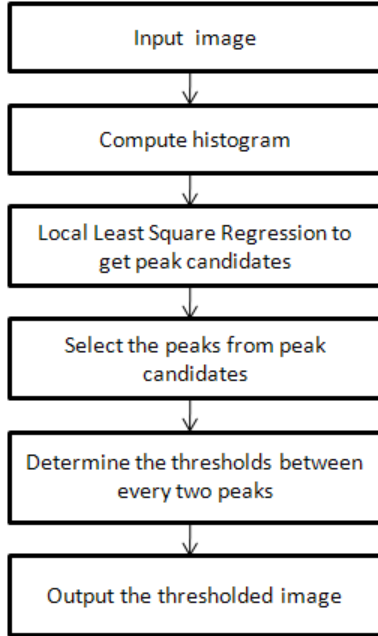 Input image
Compute histogram
Local Least Square Regression to
get peak candidates
Select the peaks from peak
candidates
Determine the thresholds between
every two peaks
Output the thresholded image